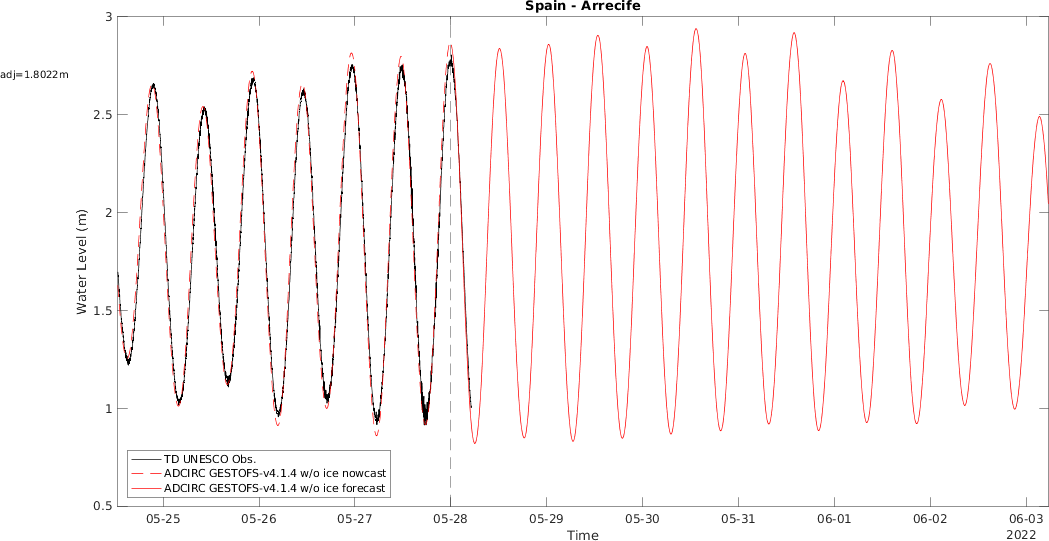 Spain - Arrecife
adj=1.8022m
Water Level (m)
3
2.5
2
1.5
1
0.5
TD UNESCO Obs.
ADCIRC GESTOFS-v4.1.4 w/o ice nowcast
ADCIRC GESTOFS-v4.1.4 w/o ice forecast
05-25 05-26 05-27 05-28 05-29 05-30 05-31 06-01 06-02 06-03
Time
2022